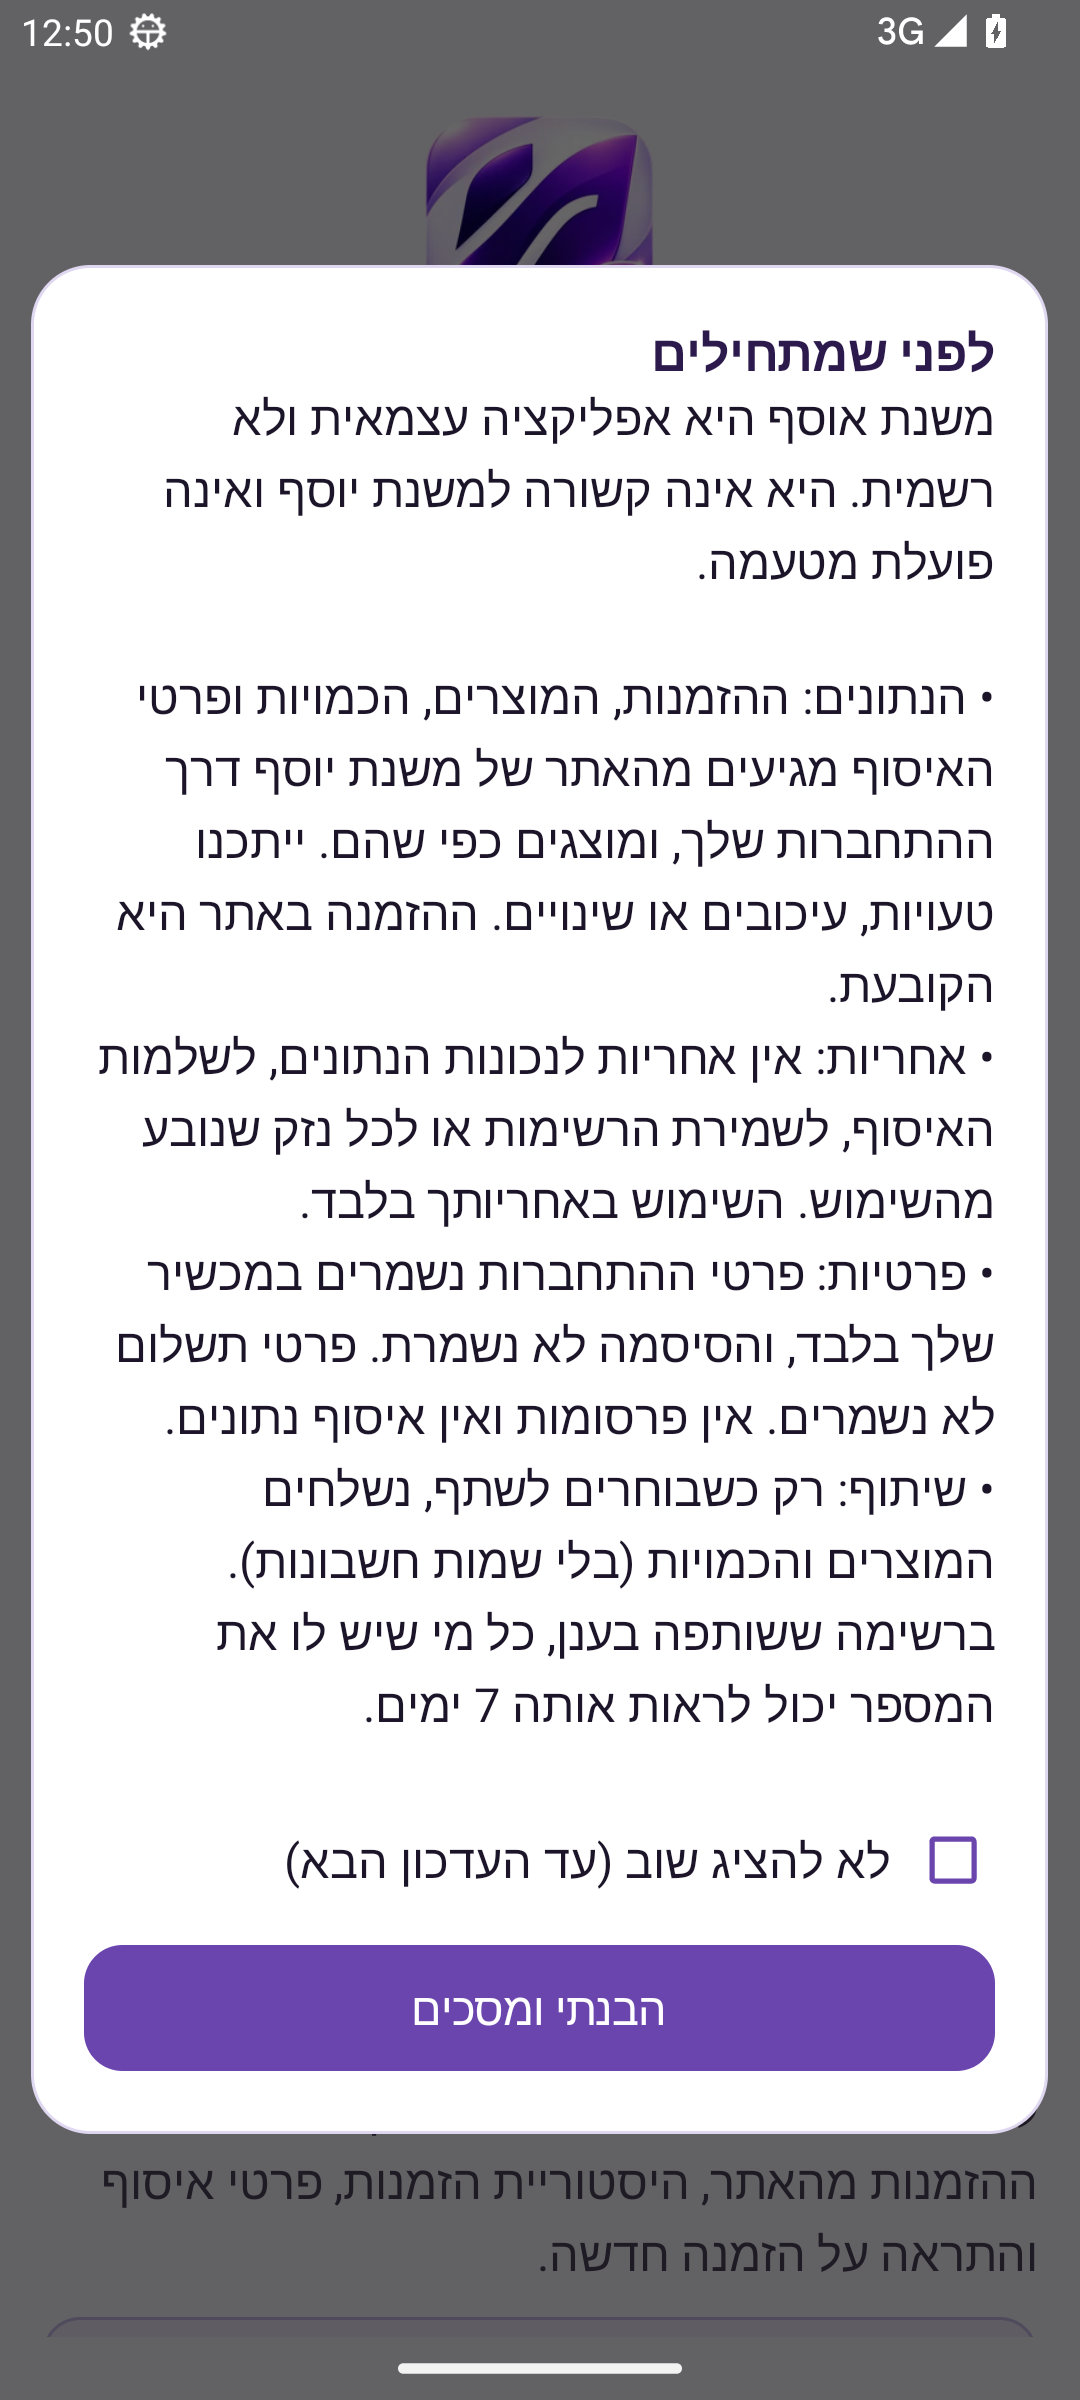 12:50
3G
לפני שמתחילים
משנת אוסף היא אפליקציה עצמאית ולא
רשמית. היא אינה קשורה למשנת יוסף ואינה
פועלת מטעמה.
• הנתונים: ההזמנות, המוצרים, הכמויות ופרטי
האיסוף מגיעים מהאתר של משנת יוסף דרך
ההתחברות שלך, ומוצגים כפי שהם. ייתכנו
טעויות, עיכובים או שינויים. ההזמנה באתר היא
הקובעת.
• אחריות: אין אחריות לנכונות הנתונים, לשלמות
האיסוף, לשמירת הרשימות או לכל נזק שנובע
מהשימוש. השימוש באחריותך בלבד.
• פרטיות: פרטי ההתחברות נשמרים במכשיר
שלך בלבד, והסיסמה לא נשמרת. פרטי תשלום
לא נשמרים. אין פרסומות ואין איסוף נתונים.
• שיתוף: רק כשבוחרים לשתף, נשלחים
המוצרים והכמויות (בלי שמות חשבונות).
ברשימה ששותפה בענן, כל מי שיש לו את
המספר יכול לראות אותה 7 ימים.
לא להציג שוב (עד העדכון הבא)
הבנתי ומסכים
ההזמנות מהאתר, היסטוריית הזמנות, פרטי איסוף
והתראה על הזמנה חדשה.